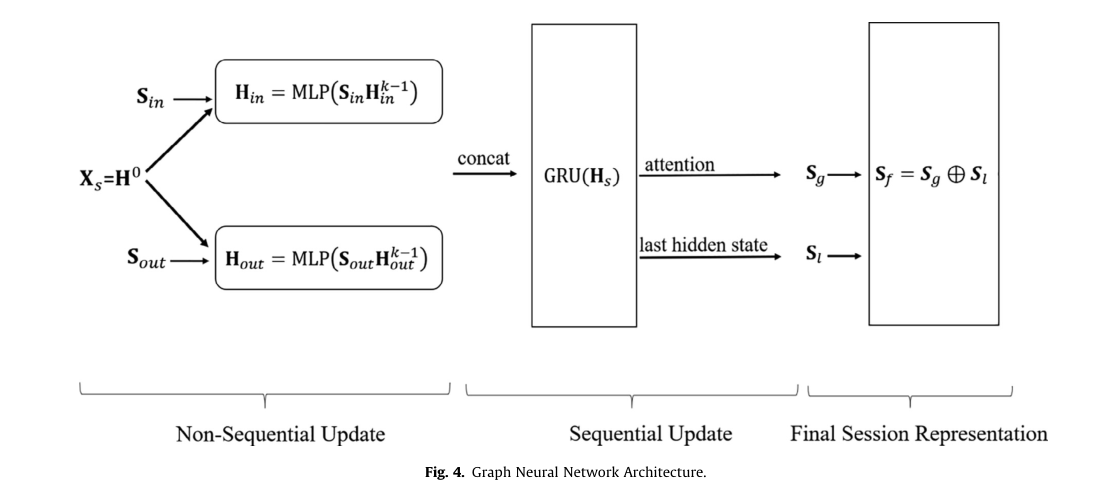 S_in
H_in = MLP(S_in H_in^{k−1})
X_s=H^0
S_out
H_out = MLP(S_out H_out^{k−1})
concat
GRU(H_s)
attention
last hidden state
S_g
S_l
S_f = S_g ⊕ S_l
Non-Sequential Update
Sequential Update
Final Session Representation
Fig. 4. Graph Neural Network Architecture.